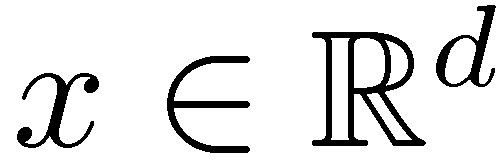 x ∈ ℝ^d